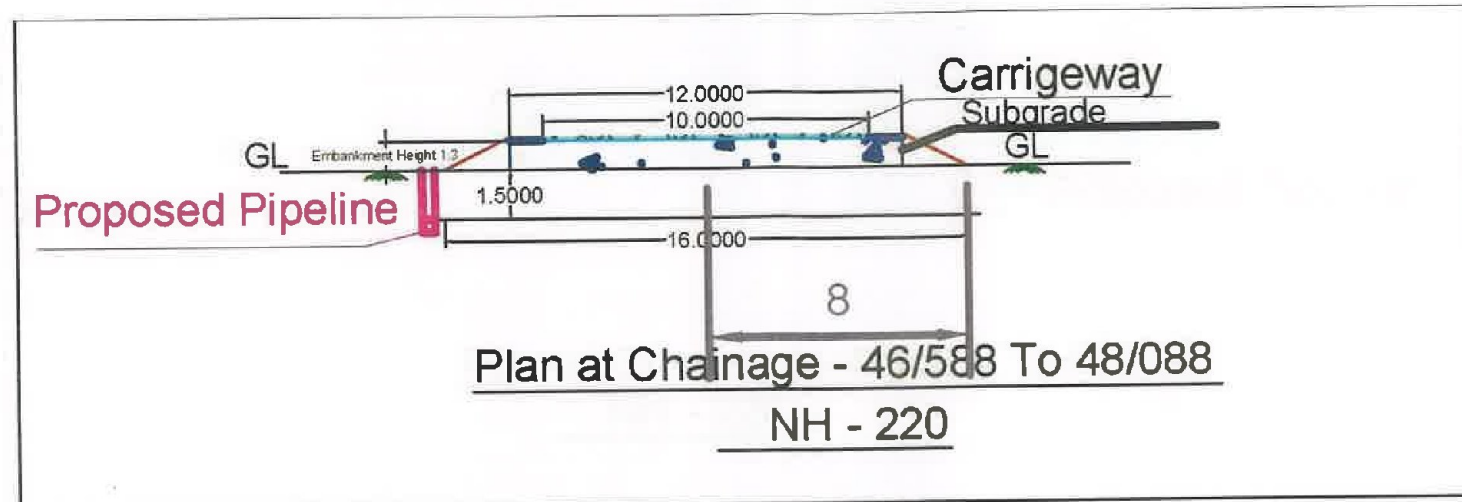 12.0000
Carrigeway
10.0000
Subgrade
GL
Embankment Height 1:3
GL
1.5000
Proposed Pipeline
16.0000
8
Plan at Chainage - 46/588 To 48/088
NH - 220